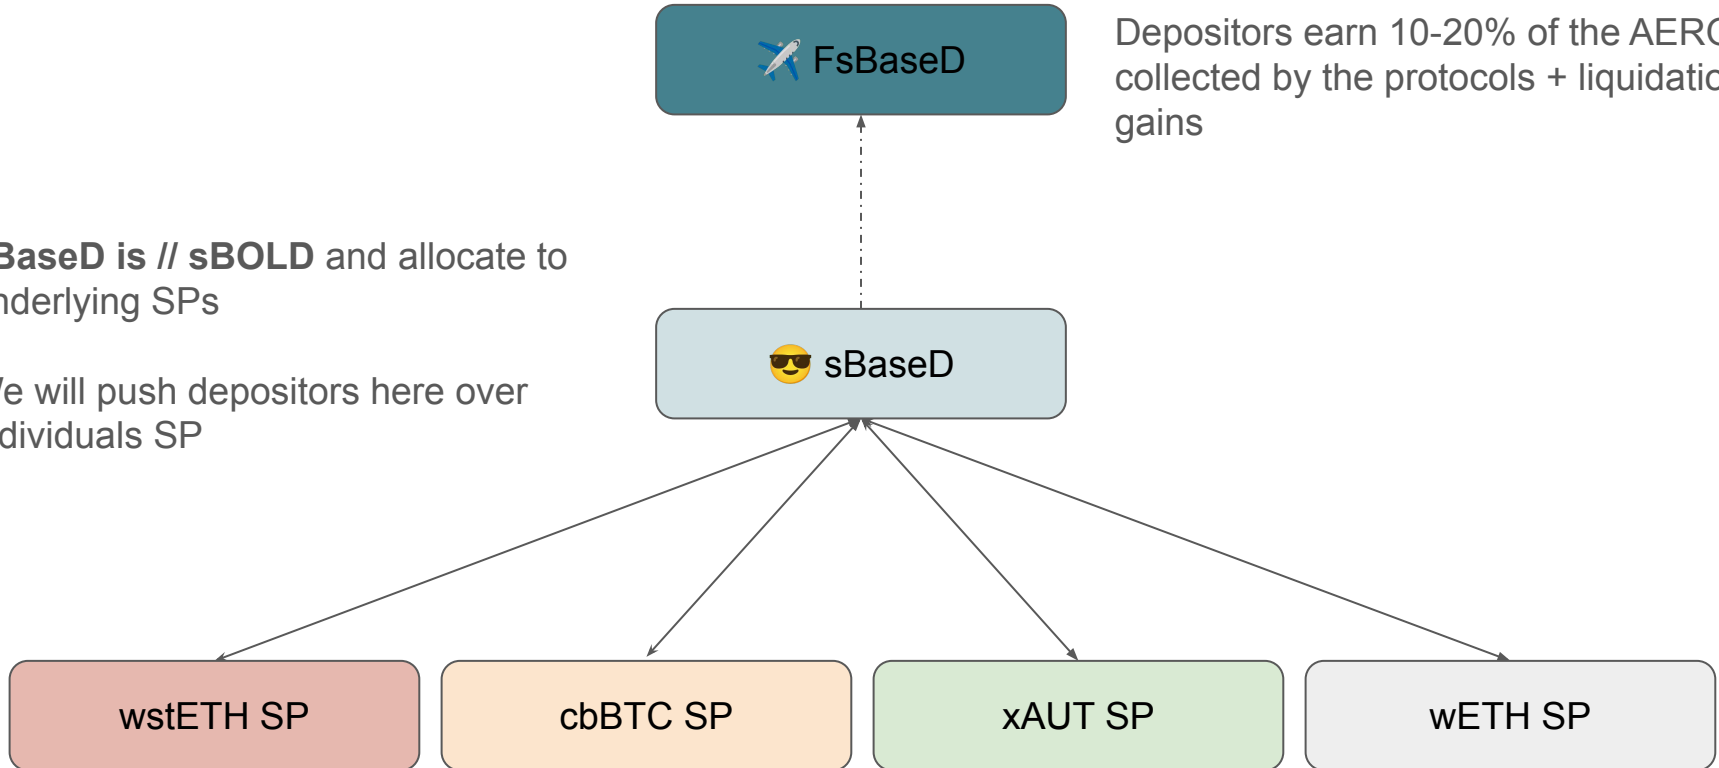 ✈️ FsBaseD
Depositors earn 10-20% of the AERO
collected by the protocols + liquidatio
gains
BaseD is // sBOLD and allocate to
nderlying SPs
e will push depositors here over
dividuals SP
😎 sBaseD
wstETH SP
cbBTC SP
xAUT SP
wETH SP